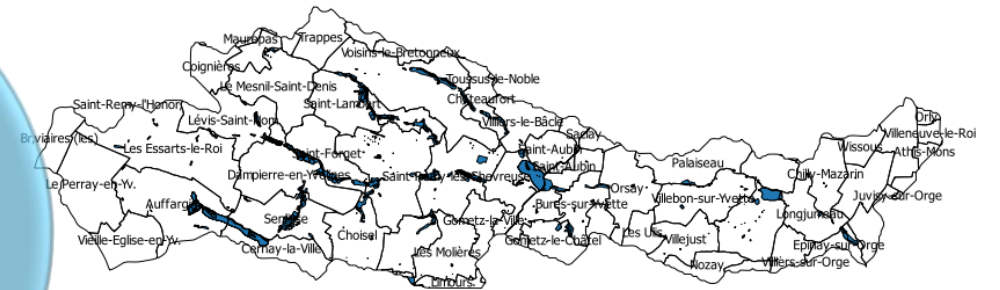 Maurepas
Trappes
Voisins-le-Bretonneux
Coignières
Toussus-le-Noble
Le Mesnil-Saint-Denis
Châteaufort
Saint-Lambert
Saint-Remy-l'Honoré
Lévis-Saint-Nom
Villiers-le-Bâcle
Saclay
Orly
Villeneuve-le-Roi
Bréviaires (les)
Les Essarts-le-Roi
Saint-Forget
Saint-Aubin
Saint-Aubin
Wissous
Athis-Mons
Palaiseau
Dampierre-en-Yvelines
Saint-Rémy-lès-Chevreuse
Chilly-Mazarin
Le Perray-en-Yv.
Orsay
Villebon-sur-Yvette
Juvisy-sur-Orge
Auffargis
Bures-sur-Yvette
Longjumeau
Senlisse
Gometz-la-Ville
Choisel
Les Ulis
Villejust
Vieille-Eglise-en-Yv.
Gometz-le-Châtel
Epinay-sur-Orge
Cernay-la-Ville
Les Molières
Nozay
Villiers-sur-Orge
Limours